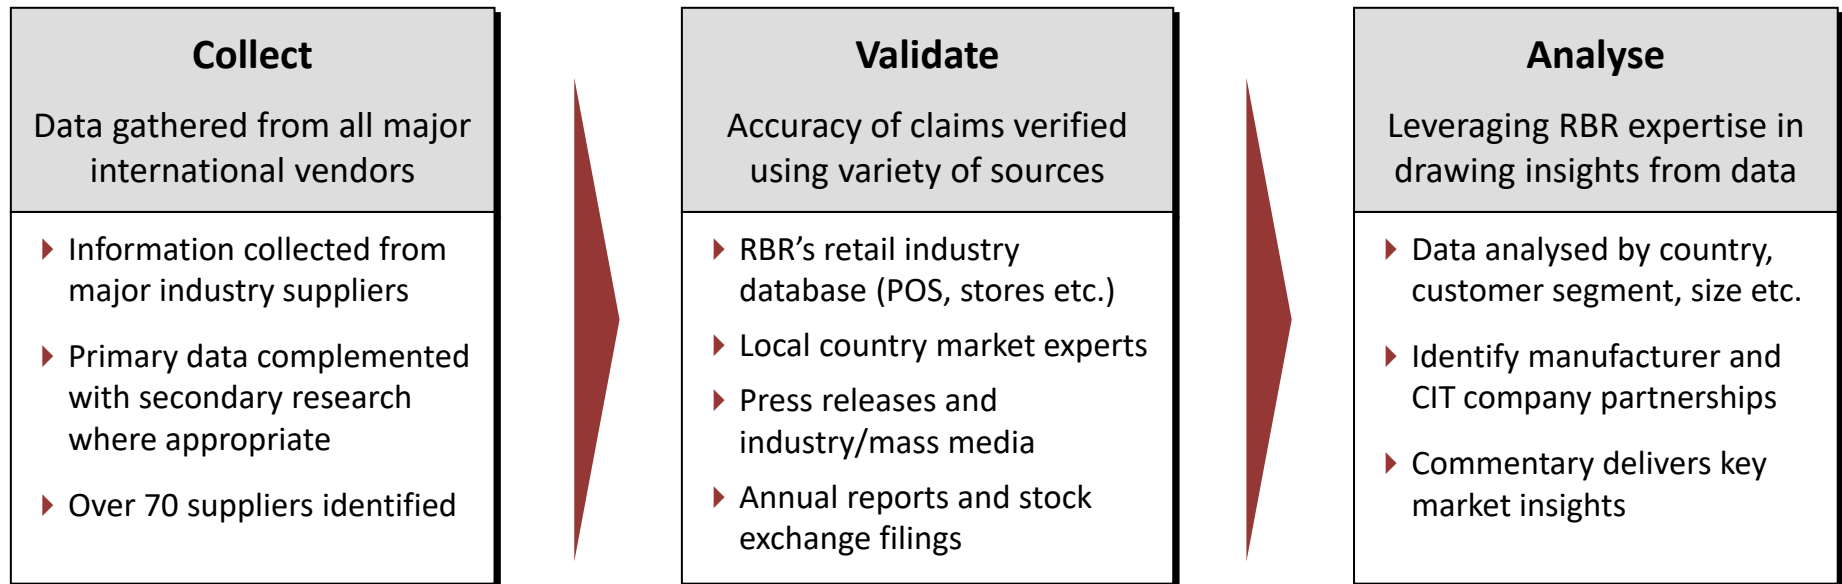 Collect
Data gathered from all major
international vendors
Information collected from
major industry suppliers
Primary data complemented
with secondary research
where appropriate
Over 70 suppliers identified
Validate
Accuracy of claims verified
using variety of sources
RBR’s retail industry
database (POS, stores etc.)
Local country market experts
Press releases and
industry/mass media
Annual reports and stock
exchange filings
Analyse
Leveraging RBR expertise in
drawing insights from data
Data analysed by country,
customer segment, size etc.
Identify manufacturer and
CIT company partnerships
Commentary delivers key
market insights